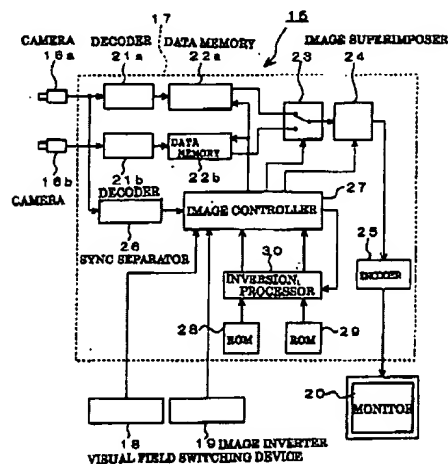 17
15
CAMERA DECODER DATA MEMORY IMAGE SUPERIMPOSER
16a 21a 22a 23 24
DATA MEMORY
16b 21b 22b
CAMERA
DECODER
27
IMAGE CONTROLLER
26
SYNC SEPARATOR
30
25
INVERSION PROCESSOR
ENCODER
28 ROM ROM 29
20 MONITOR
18 19 IMAGE INVERTER
VISUAL FIELD SWITCHING DEVICE